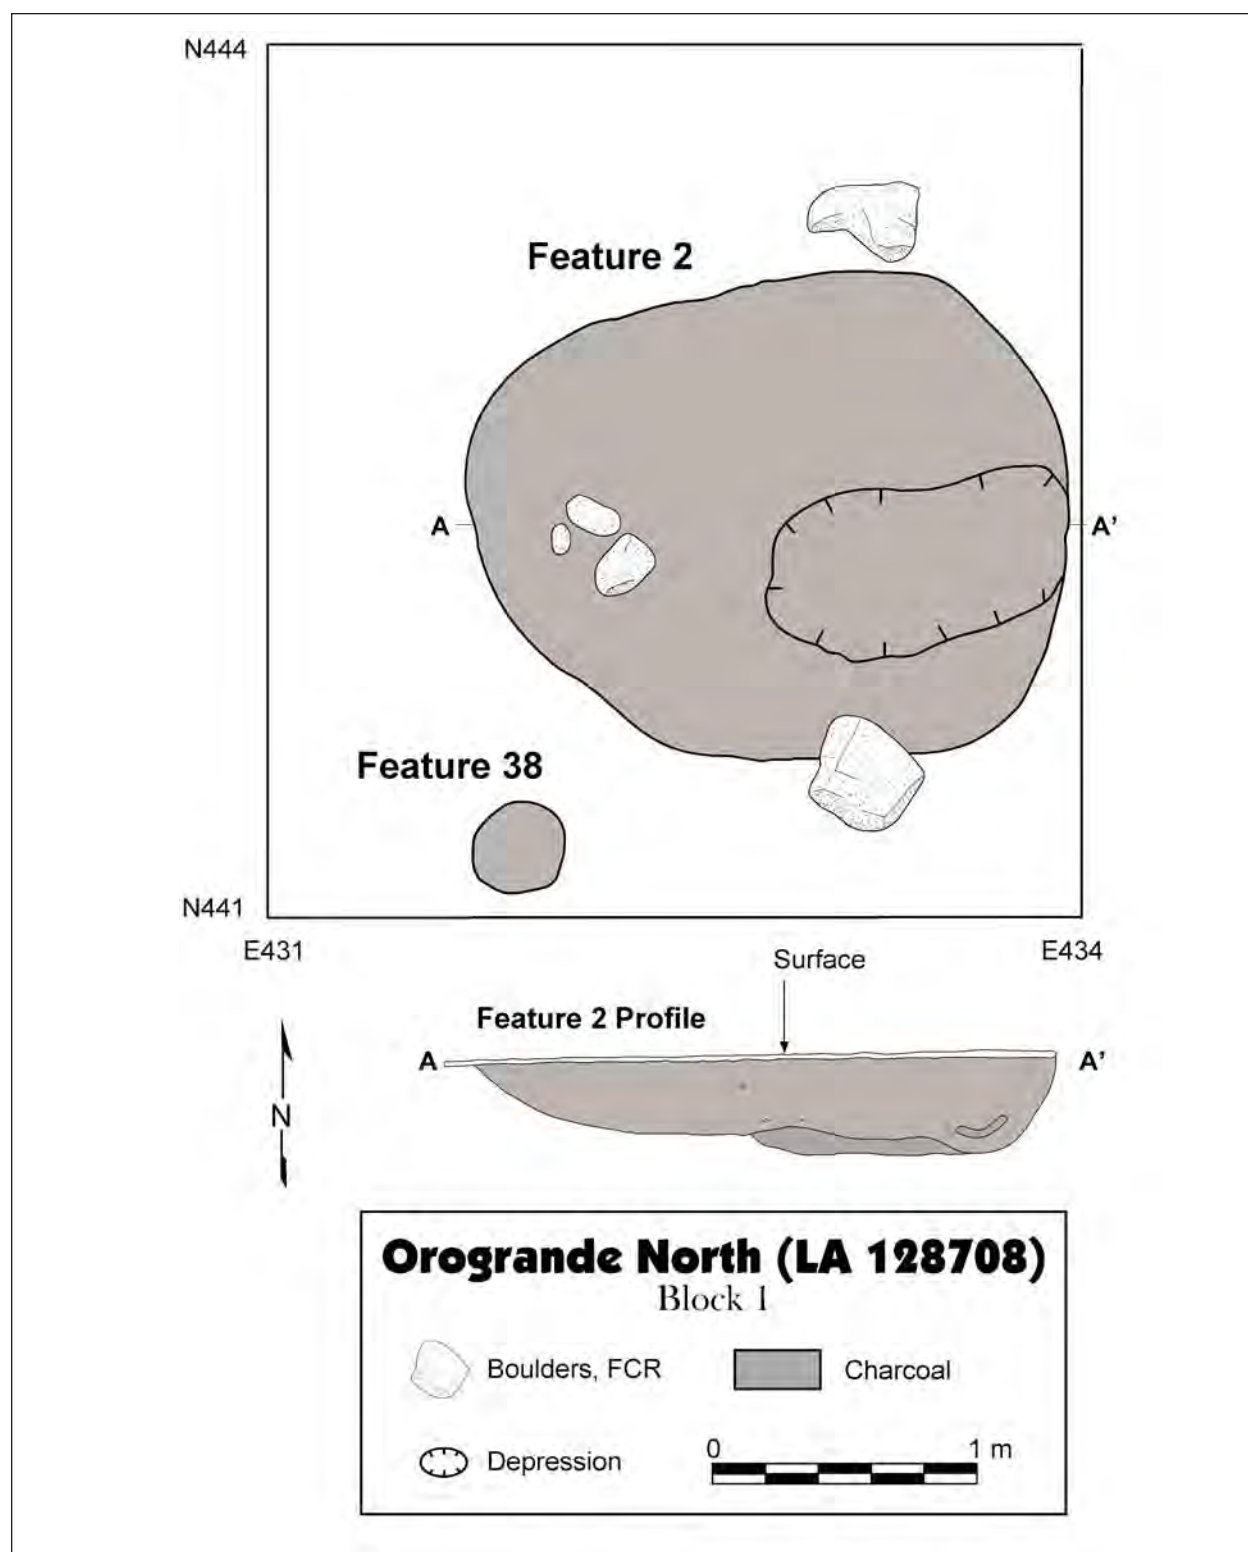 N444
Feature 2
A
A’
Feature 38
N441
E431
E434
Surface
Feature 2 Profile
A
A’
N
Orogrande North (LA 128708)
Block 1
Boulders, FCR
Charcoal
Depression
0
1 m